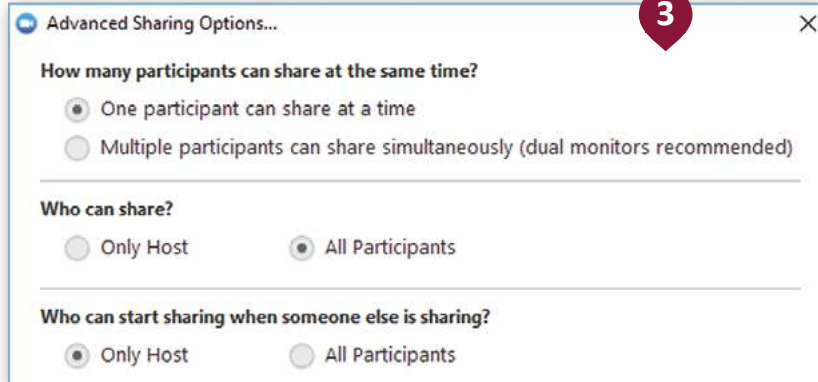 3
Advanced Sharing Options...
How many participants can share at the same time?
One participant can share at a time
Multiple participants can share simultaneously (dual monitors recommended)
Who can share?
Only Host All Participants
Who can start sharing when someone else is sharing?
Only Host All Participants